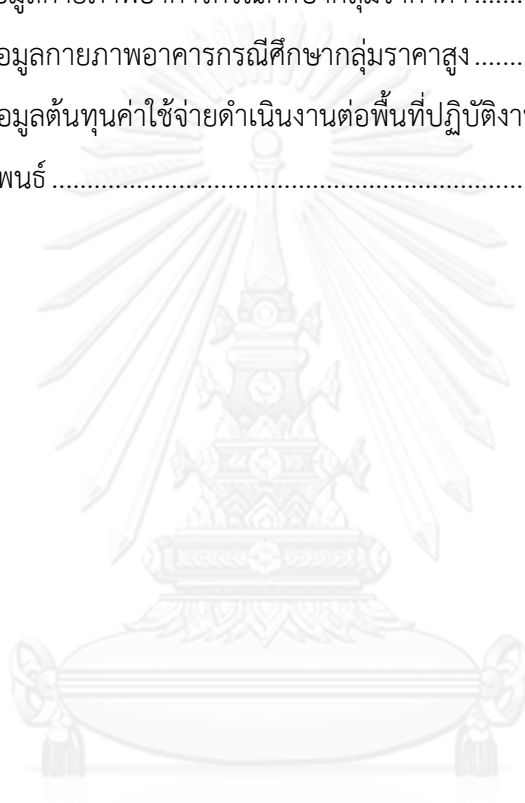 อมูลกายภาพอาคารกรณีศึกษากลุ่มราคาสูง ......
อมูลต้นทุนค่าใช้จ่ายดำเนินงานต่อพื้นที่ปฏิบัติงา
พนธ์ ..................................................................